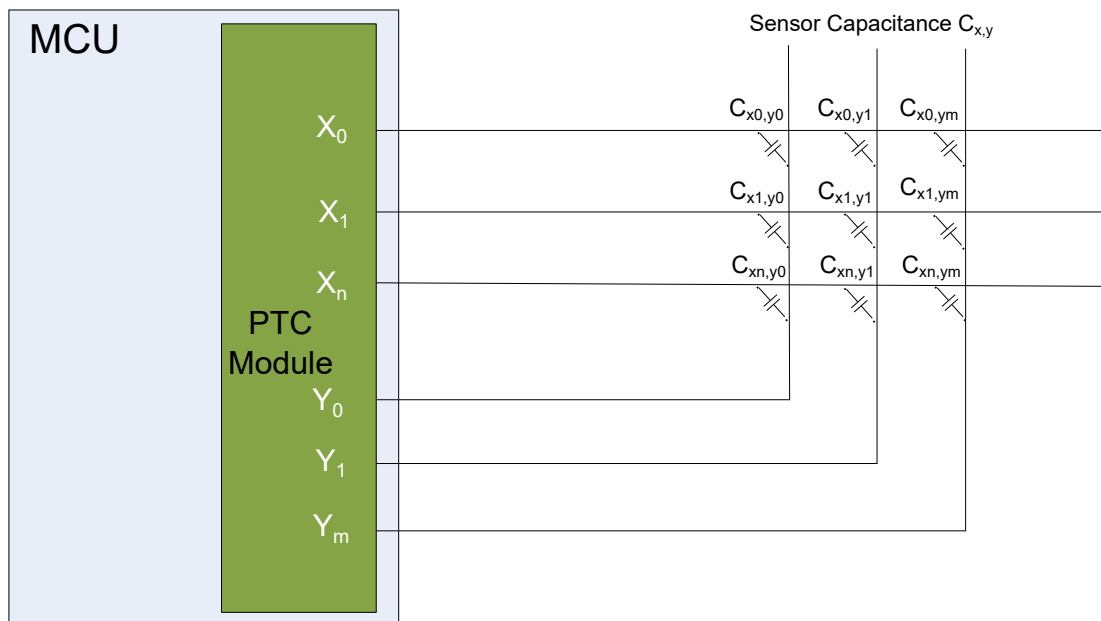 MCU
Sensor Capacitance Cx,y
X0
Cx0,y0 Cx0,y1 Cx0,ym
X1
Cx1,y0 Cx1,y1 Cx1,ym
Xn
Cxn,y0 Cxn,y1 Cxn,ym
PTC
Module
Y0
Y1
Ym